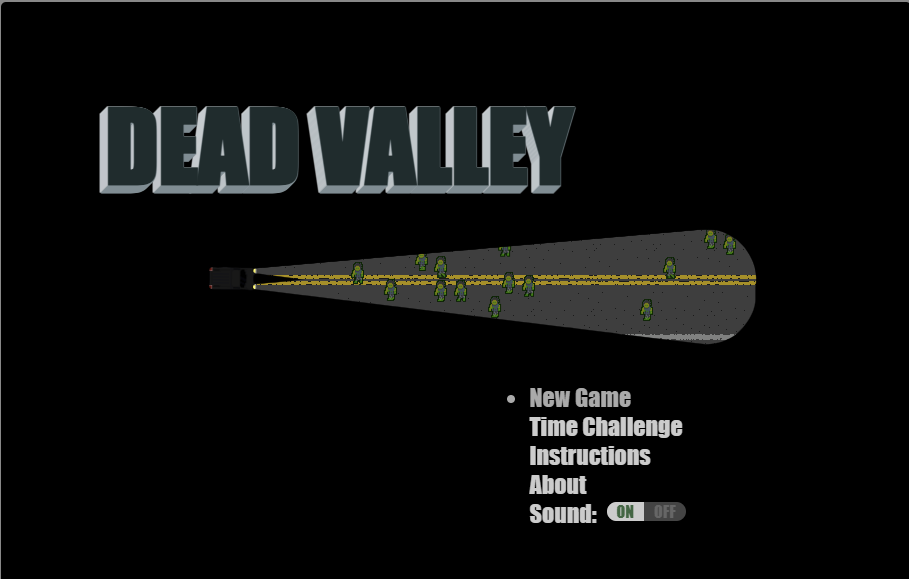 DEAD VALLEY
New Game
Time Challenge
Instructions
About
Sound: ON OFF